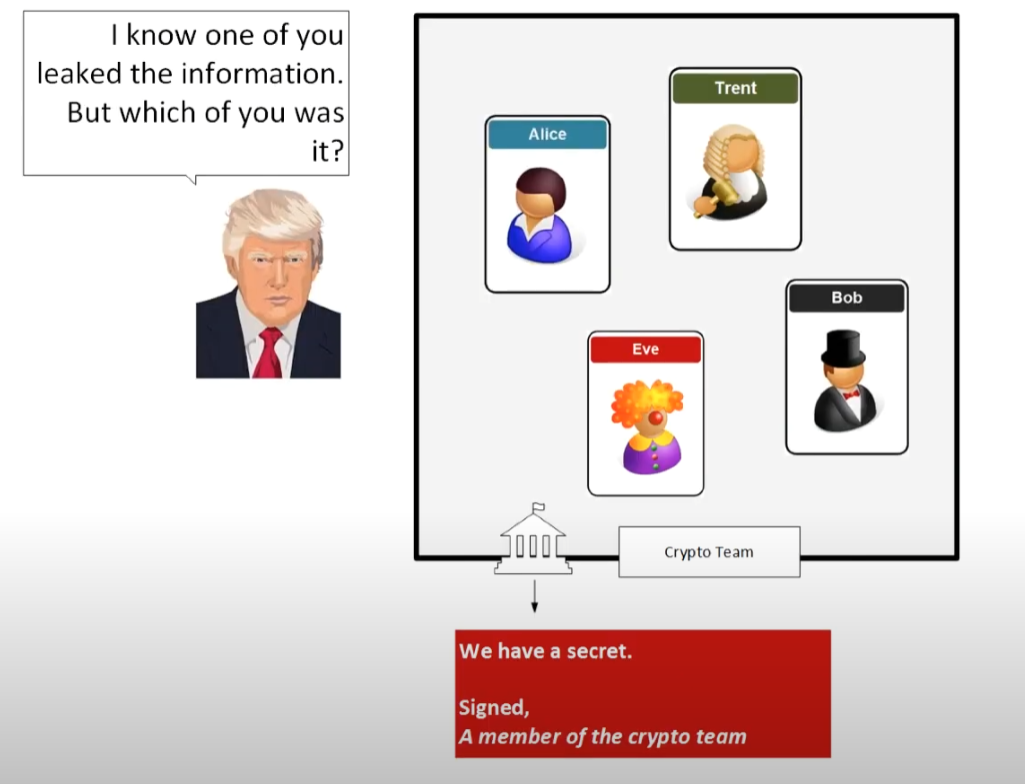 I know one of you
leaked the information.
But which of you was
it?
Trent
Alice
Bob
Eve
Crypto Team
We have a secret.
Signed,
A member of the crypto team